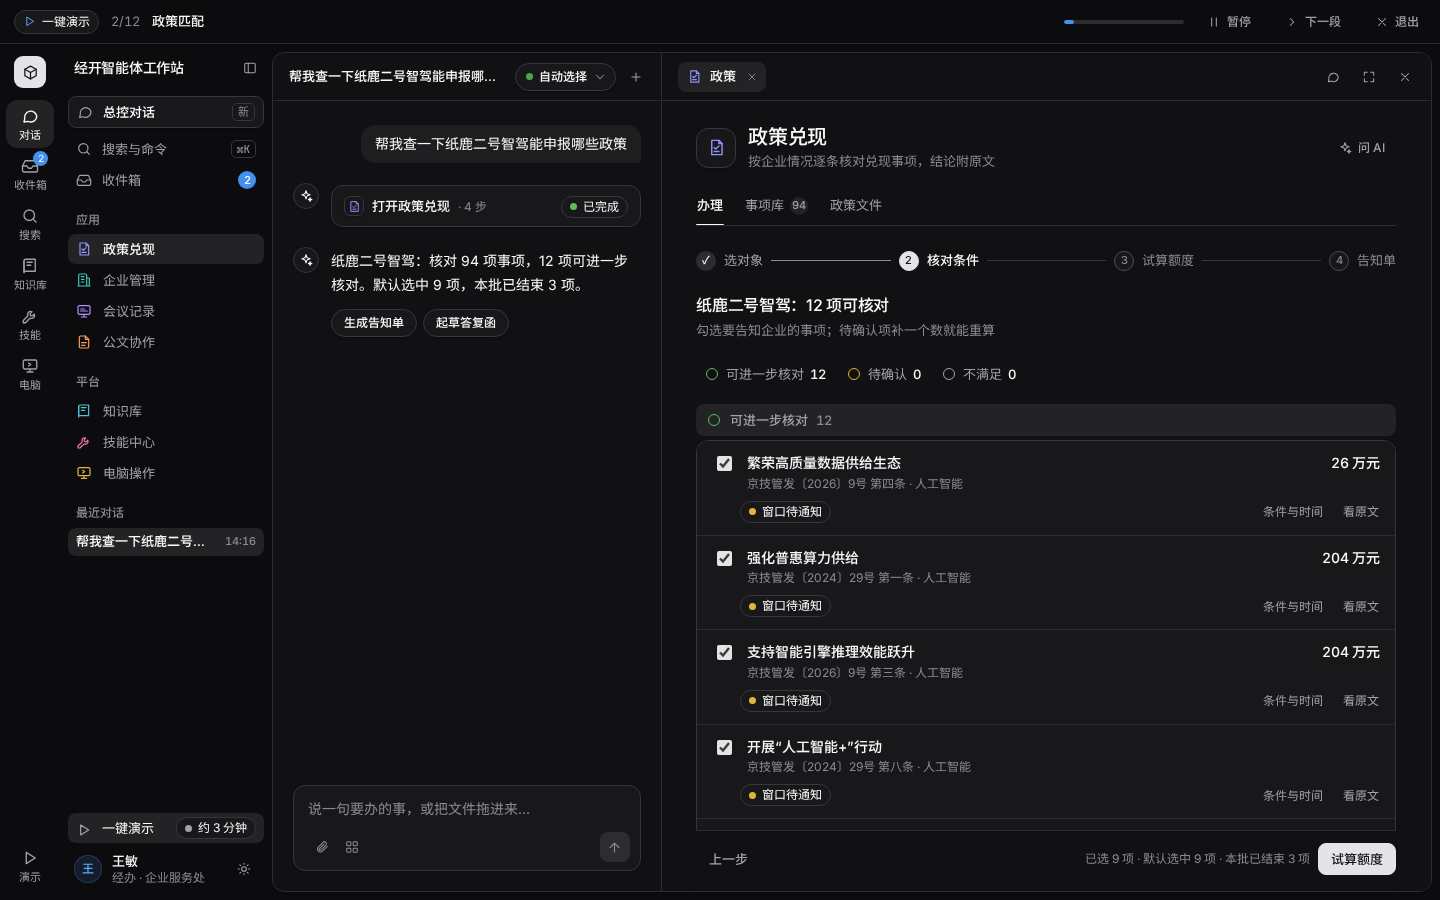 一键演示
2/12 政策匹配
暂停
下一段
退出
对话
2
收件箱
搜索
知识库
技能
电脑
演示
经开智能体工作站
总控对话 新
搜索与命令 ⌘K
收件箱 2
应用
政策兑现
企业管理
会议记录
公文协作
平台
知识库
技能中心
电脑操作
最近对话
帮我查一下纸鹿二号... 14:16
一键演示 约 3 分钟
王
王敏
经办 · 企业服务处
帮我查一下纸鹿二号智驾能申报哪...
自动选择
帮我查一下纸鹿二号智驾能申报哪些政策
打开政策兑现 · 4 步 已完成
纸鹿二号智驾：核对 94 项事项，12 项可进一步
核对。默认选中 9 项，本批已结束 3 项。
生成告知单 起草答复函
说一句要办的事，或把文件拖进来...
政策
政策兑现
按企业情况逐条核对兑现事项，结论附原文
问 AI
办理 事项库 94 政策文件
选对象 2 核对条件 3 试算额度 4 告知单
纸鹿二号智驾：12 项可核对
勾选要告知企业的事项；待确认项补一个数就能重算
可进一步核对 12 待确认 0 不满足 0
可进一步核对 12
繁荣高质量数据供给生态 26 万元
京技管发〔2026〕9号 第四条 · 人工智能
窗口待通知 条件与时间 看原文
强化普惠算力供给 204 万元
京技管发〔2024〕29号 第一条 · 人工智能
窗口待通知 条件与时间 看原文
支持智能引擎推理效能跃升 204 万元
京技管发〔2026〕9号 第三条 · 人工智能
窗口待通知 条件与时间 看原文
开展“人工智能+”行动
京技管发〔2024〕29号 第八条 · 人工智能
窗口待通知 条件与时间 看原文
上一步
已选 9 项 · 默认选中 9 项 · 本批已结束 3 项
试算额度